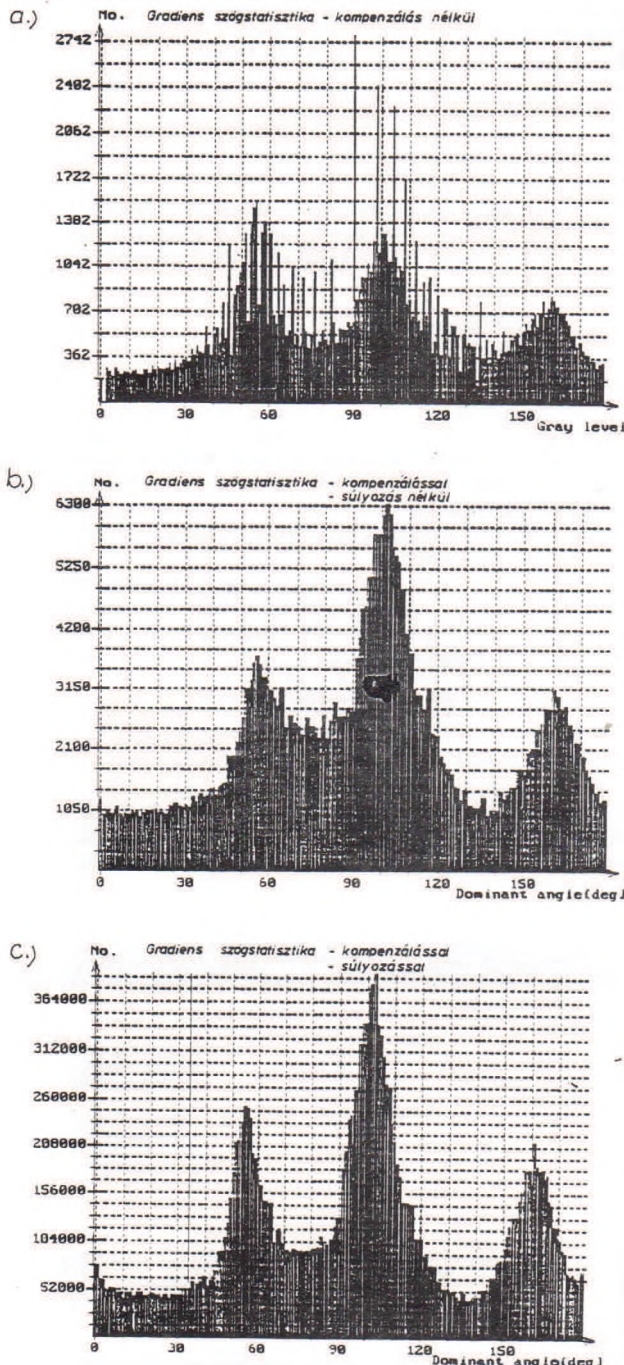 a.)
No. Gradiens szögstatisztika - kompenzálás nélkül
2742
2402
2062
1722
1382
1042
702
362
0 30 60 90 120 150
Gray level
b.)
No. Gradiens szögstatisztika - kompenzálással
- súlyozás nélkül
6300
5250
4200
3150
2100
1050
0 30 60 90 120 150
Dominant angle(deg)
c.)
No. Gradiens szögstatisztika - kompenzálással
- súlyozással
364000
312000
260000
208000
156000
104000
52000
0 30 60 90 120 150
Dominant angle(deg)